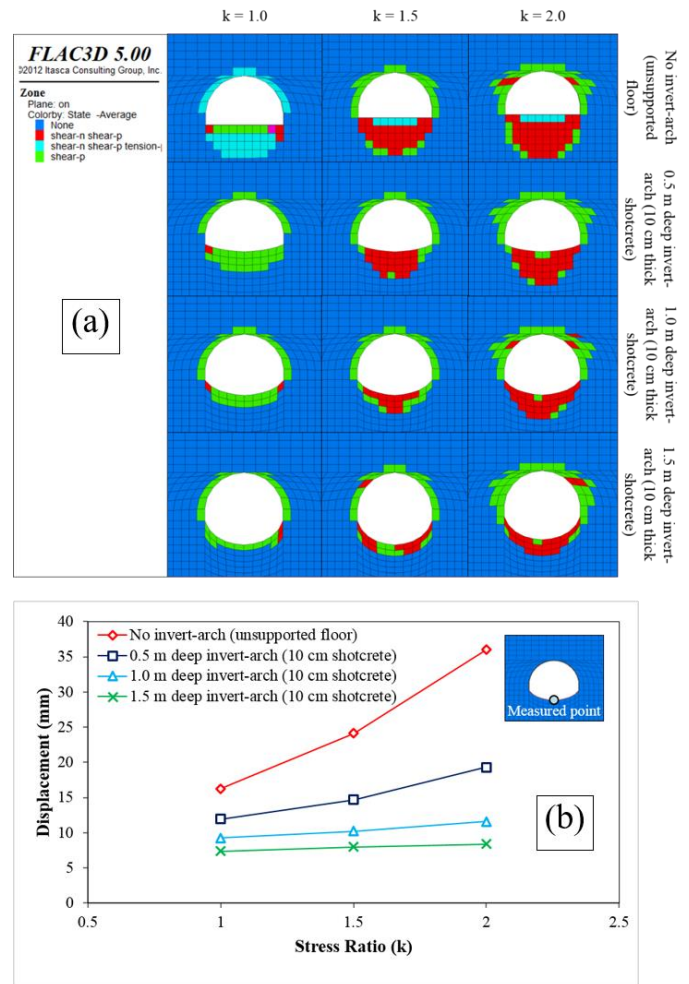 k = 1.0
k = 1.5
k = 2.0
FLAC3D 5.00
©2012 Itasca Consulting Group, Inc.
Zone
Plane: on
Colorby: State -Average
None
shear-n shear-p
shear-n shear-p tension-p
shear-p
(a)
No invert-arch
(unsupported
floor)
0.5 m deep invert-
arch (10 cm thick
shotcrete)
1.0 m deep invert-
arch (10 cm thick
shotcrete)
1.5 m deep invert-
arch (10 cm thick
shotcrete)
40
35
30
25
20
15
10
5
0
Displacement (mm)
No invert-arch (unsupported floor)
0.5 m deep invert-arch (10 cm shotcrete)
1.0 m deep invert-arch (10 cm shotcrete)
1.5 m deep invert-arch (10 cm shotcrete)
Measured point
(b)
0.5
1
1.5
2
2.5
Stress Ratio (k)